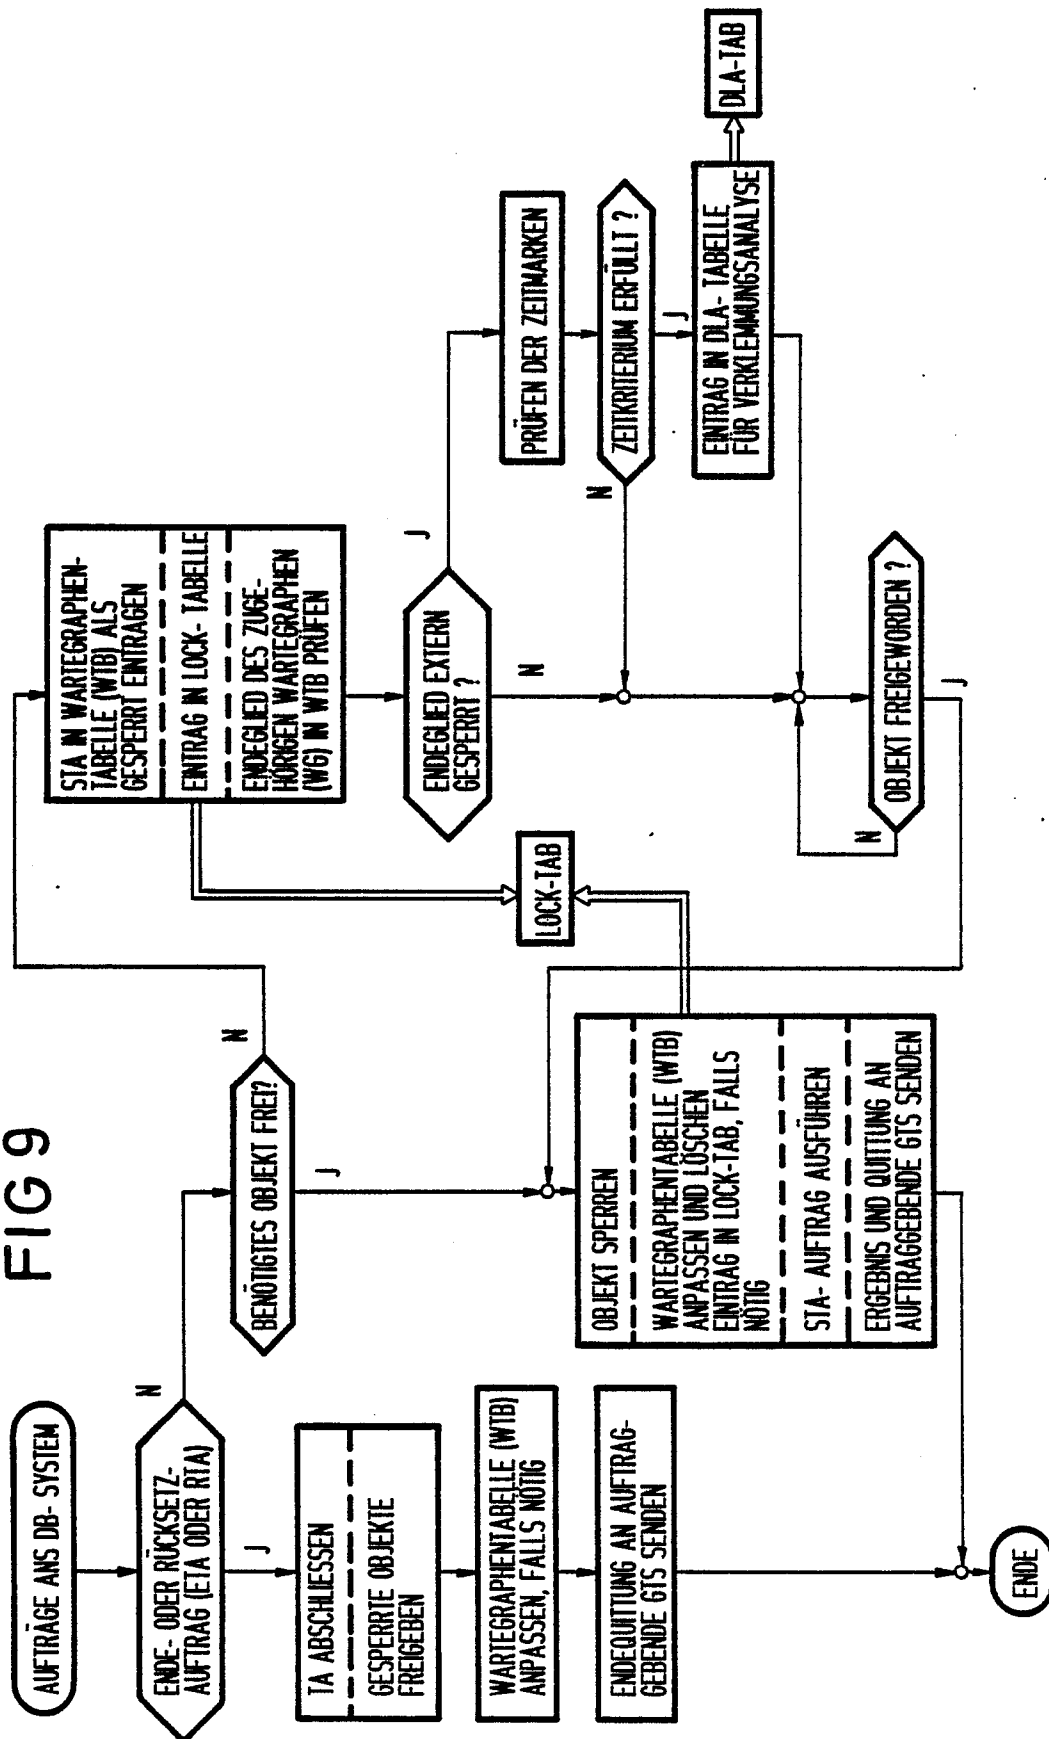 FIG 9
AUFTRÄGE ANS DB- SYSTEM
ENDE- ODER RÜCKSETZ-
AUFTRAG (ETA ODER RTA)
N
J
TA ABSCHLIESSEN
GESPERRTE OBJEKTE
FREIGEBEN
WARTEGRAPHENTABELLE (WTB)
ANPASSEN, FALLS NÖTIG
ENDEQUITTUNG AN AUFTRAG-
GEBENDE GTS SENDEN
ENDE
BENÖTIGTES OBJEKT FREI?
N
J
OBJEKT SPERREN
WARTEGRAPHENTABELLE (WTB)
ANPASSEN UND LÖSCHEN
EINTRAG IN LOCK-TAB, FALLS
NÖTIG
STA- AUFTRAG AUSFÜHREN
ERGEBNIS UND QUITTUNG AN
AUFTRAGGEBENDE GTS SENDEN
LOCK-TAB
STA IN WARTEGRAPHEN-
TABELLE (WTB) ALS
GESPERRT EINTRAGEN
EINTRAG IN LOCK- TABELLE
ENDEGLIED DES ZUGE-
HÖRIGEN WARTEGRAPHEN
(WG) IN WTB PRÜFEN
ENDEGLIED EXTERN
GESPERRT ?
J
N
PRÜFEN DER ZEITMARKEN
ZEITKRITERIUM ERFÜLLT ?
N
J
EINTRAG IN DLA- TABELLE
FÜR VERKLEMMUNGSANALYSE
DLA-TAB
OBJEKT FREIGEWORDEN ?
N
J